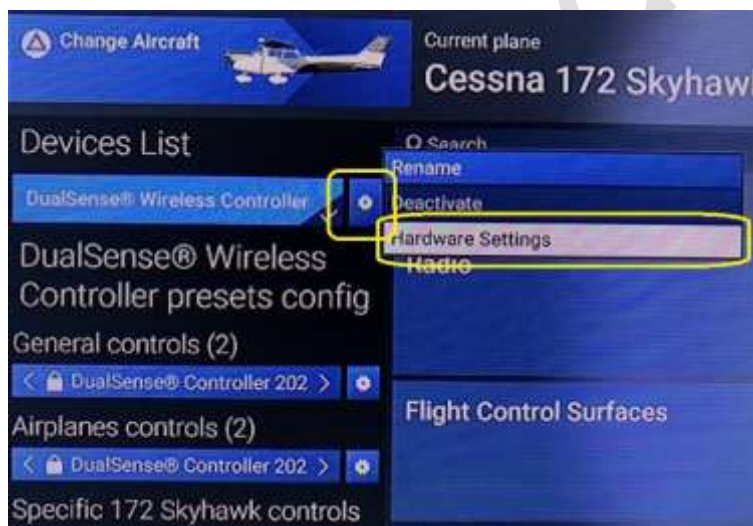 Change Aircraft
Current plane
Cessna 172 Skyhaw
Devices List
Search
Rename
DualSense® Wireless Controller
Deactivate
Hardware Settings
DualSense® Wireless
Controller presets config
Radio
General controls (2)
DualSense® Controller 202
Flight Control Surfaces
Airplanes controls (2)
DualSense® Controller 202
Specific 172 Skyhawk controls